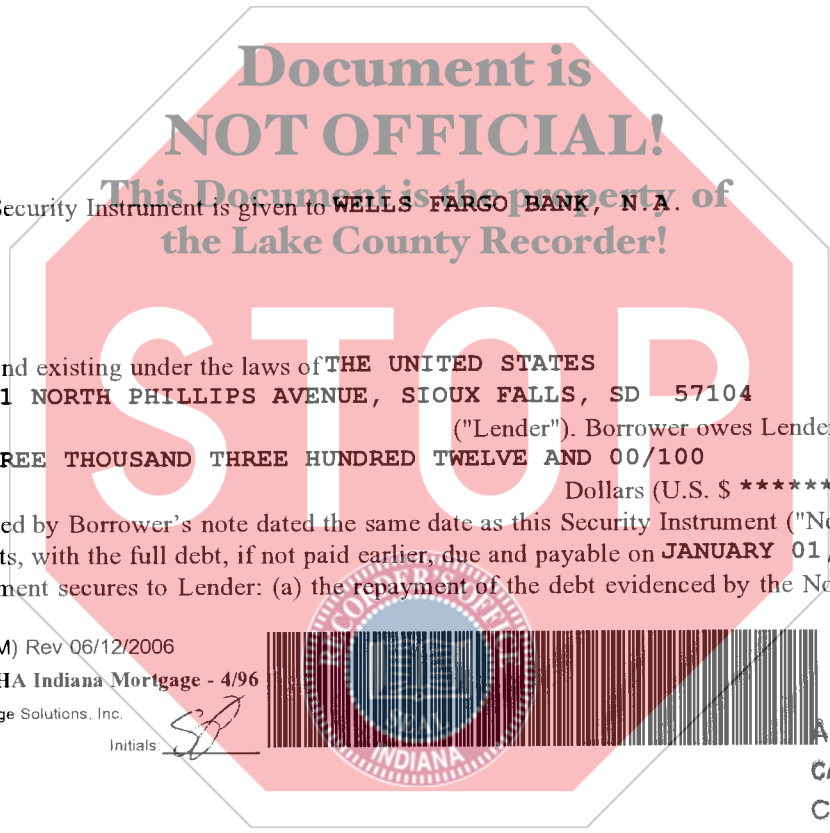 Document is
NOT OFFICIAL!
This Document is the property of
the Lake County Recorder!
Security Instrument is given to WELLS FARGO BANK, N.A.
STOP
nd existing under the laws of THE UNITED STATES
1 NORTH PHILLIPS AVENUE, SIOUX FALLS, SD 57104
("Lender"). Borrower owes Lende
REE THOUSAND THREE HUNDRED TWELVE AND 00/100
Dollars (U.S. $ ******
ed by Borrower's note dated the same date as this Security Instrument ("No
ts, with the full debt, if not paid earlier, due and payable on JANUARY 01,
ment secures to Lender: (a) the repayment of the debt evidenced by the No
RECORDER'S OFFICE
SEAL
INDIANA
M) Rev 06/12/2006
HA Indiana Mortgage - 4/96
ge Solutions, Inc.
Initials:
A
C